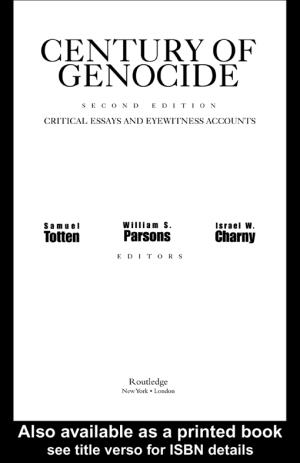 CENTURY OF
GENOCIDE
SECOND EDITION
CRITICAL ESSAYS AND EYEWITNESS ACCOUNTS
Samuel
Totten
William S.
Parsons
Israel W.
Charny
EDITORS
Routledge
New York • London
Also available as a printed book
see title verso for ISBN details